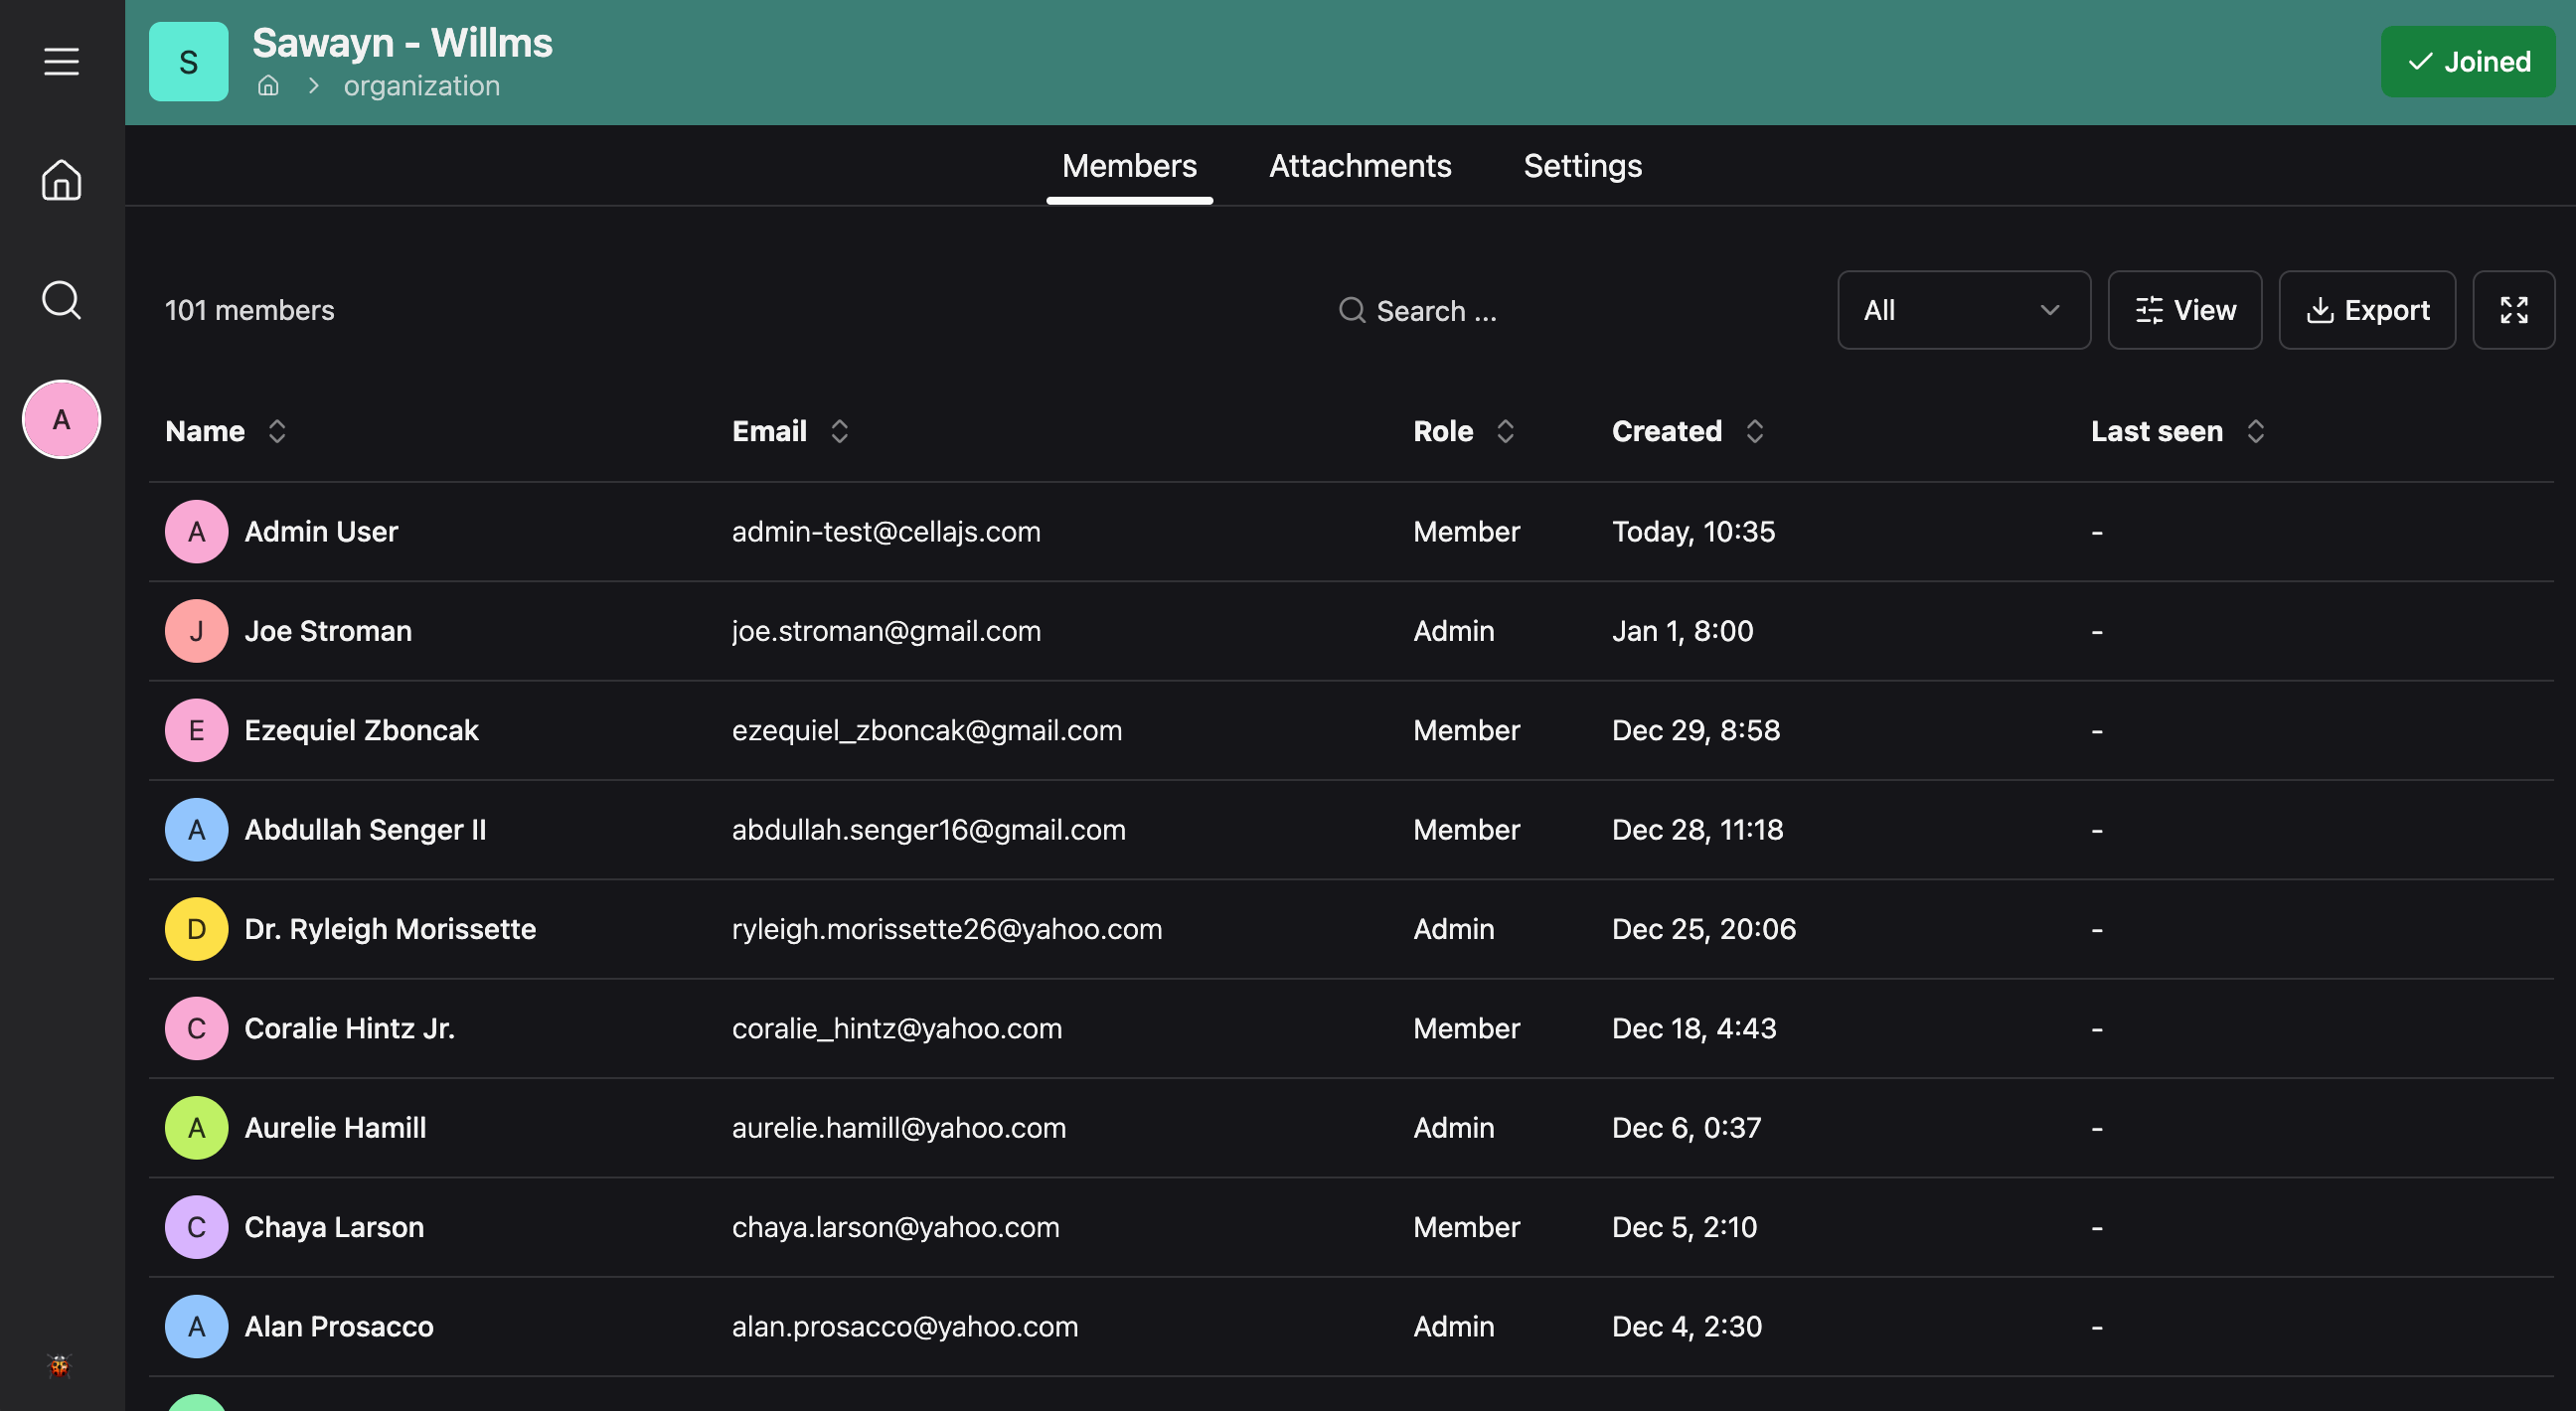 S
Sawayn - Willms
organization
Joined
Members Attachments Settings
101 members
Search ...
All
View
Export
A
Name Email Role Created Last seen
A Admin User admin-test@cellajs.com Member Today, 10:35 -
J Joe Stroman joe.stroman@gmail.com Admin Jan 1, 8:00 -
E Ezequiel Zboncak ezequiel_zboncak@gmail.com Member Dec 29, 8:58 -
A Abdullah Senger II abdullah.senger16@gmail.com Member Dec 28, 11:18 -
D Dr. Ryleigh Morissette ryleigh.morissette26@yahoo.com Admin Dec 25, 20:06 -
C Coralie Hintz Jr. coralie_hintz@yahoo.com Member Dec 18, 4:43 -
A Aurelie Hamill aurelie.hamill@yahoo.com Admin Dec 6, 0:37 -
C Chaya Larson chaya.larson@yahoo.com Member Dec 5, 2:10 -
A Alan Prosacco alan.prosacco@yahoo.com Admin Dec 4, 2:30 -